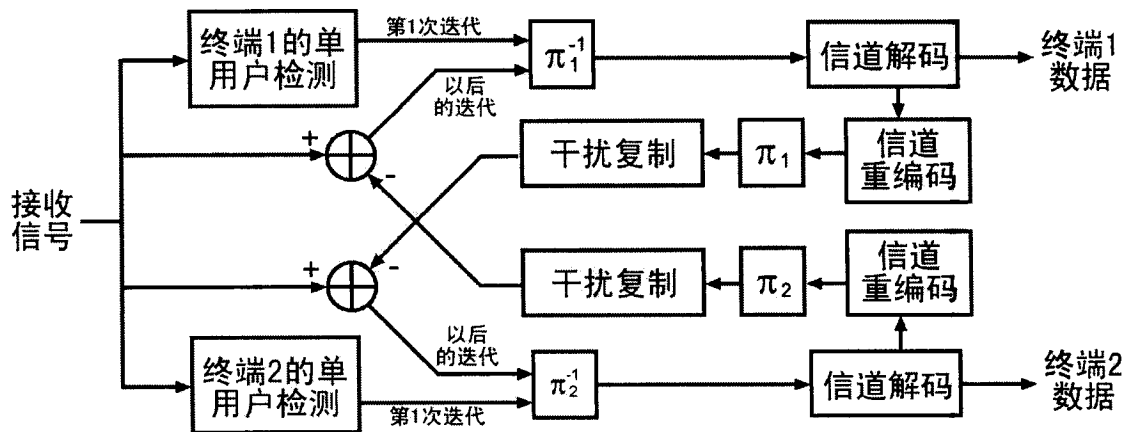 终端1的单
用户检测
第1次迭代
π₁⁻¹
信道解码
终端1
数据
以后
的迭代
+
-
干扰复制
π₁
信道
重编码
接收
信号
+
-
干扰复制
π₂
信道
重编码
以后
的迭代
终端2的单
用户检测
第1次迭代
π₂⁻¹
信道解码
终端2
数据